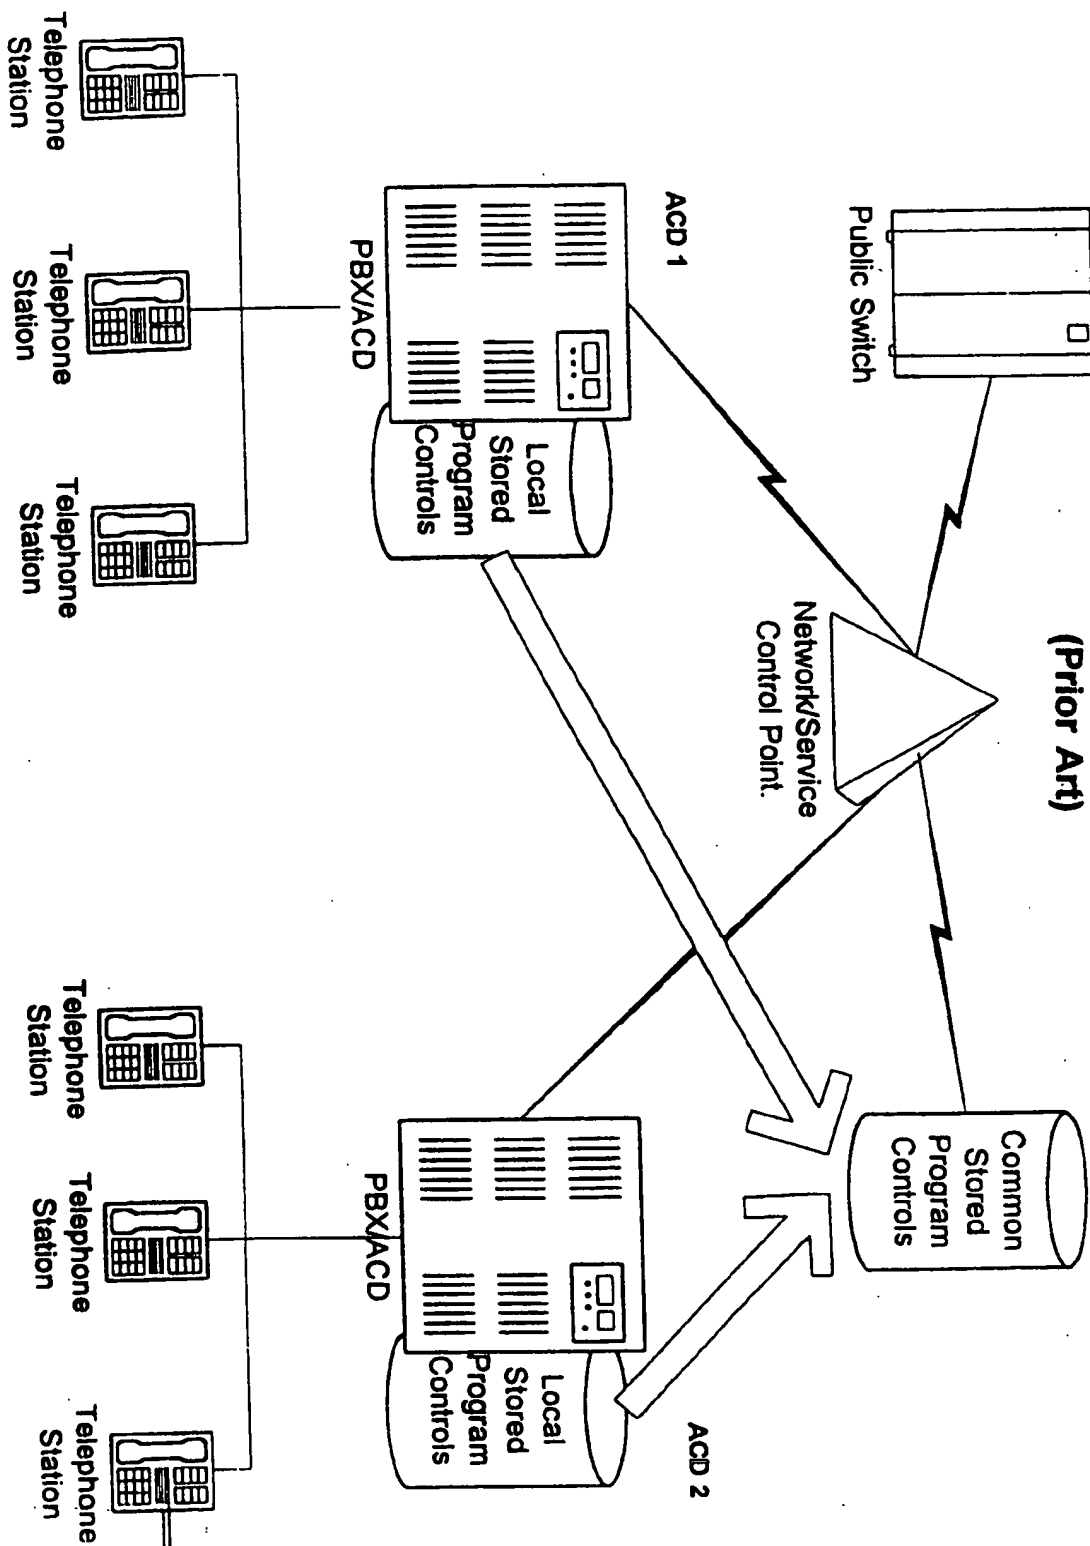 (Prior Art)
Public Switch
Network/Service
Control Point.
Common
Stored
Program
Controls
ACD 1
Local
Stored
Program
Controls
PBX/ACD
ACD 2
Local
Stored
Program
Controls
PBX/ACD
Telephone
Station
Telephone
Station
Telephone
Station
Telephone
Station
Telephone
Station
Telephone
Station